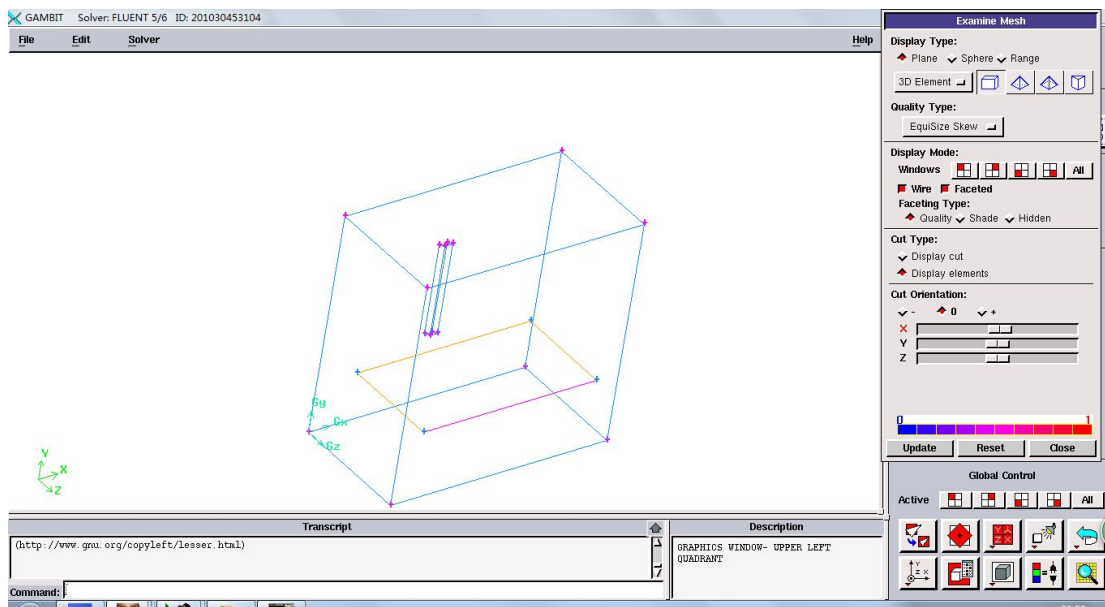 GAMBIT Solver: FLUENT 5/6 ID: 201030453104
File Edit Solver Help
Examine Mesh
Display Type:
Plane Sphere Range
3D Element
Quality Type:
EquiSize Skew
Display Mode:
Windows All
Wire Faceted
Faceting Type:
Quality Shade Hidden
Cut Type:
Display cut
Display elements
Cut Orientation:
- 0 +
X
Y
Z
0 1
Update Reset Close
Gy
Gx
Gz
Y
X
Z
Global Control
Active All
Transcript
(http://www.gnu.org/copyleft/lesser.html)
Command:
Description
GRAPHICS WINDOW- UPPER LEFT
QUADRANT